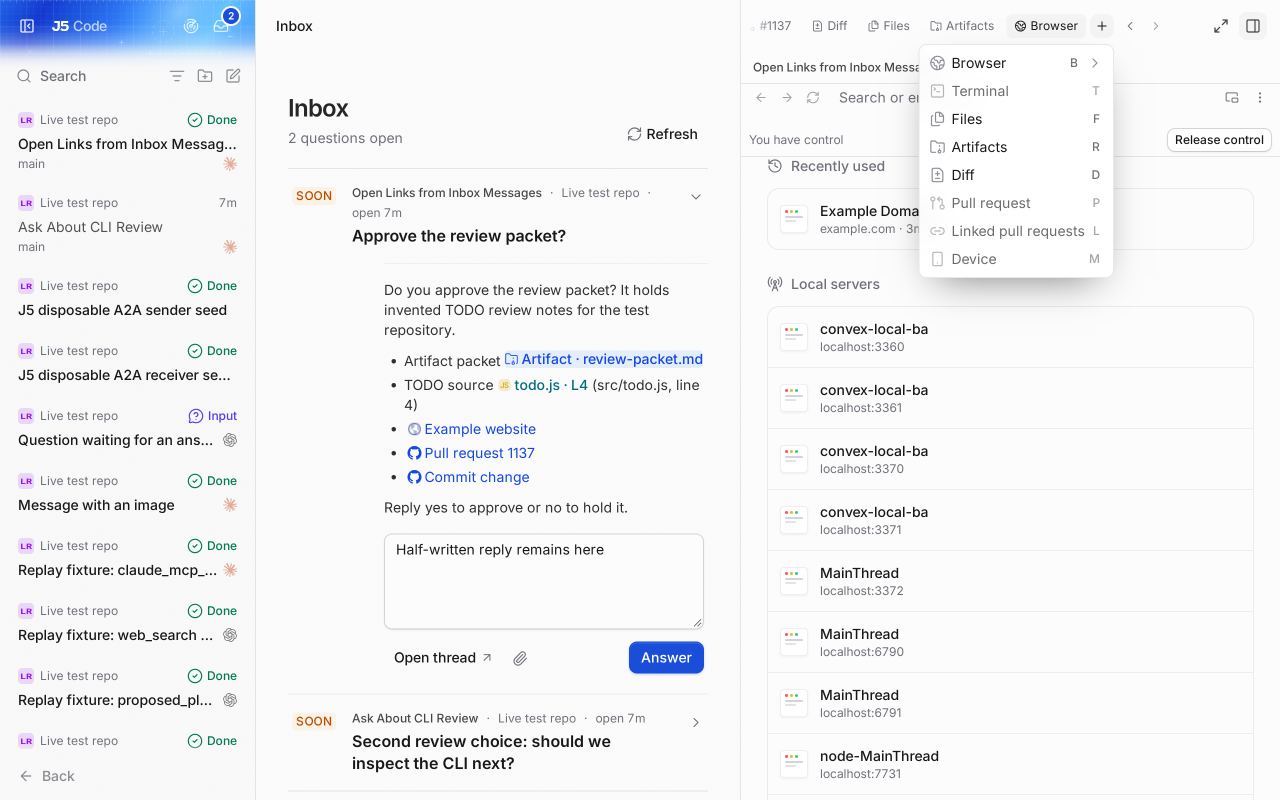 2
J5 Code
Search
LR Live test repo Done
Open Links from Inbox Messag...
main
LR Live test repo 7m
Ask About CLI Review
main
LR Live test repo Done
J5 disposable A2A sender seed
LR Live test repo Done
J5 disposable A2A receiver se...
LR Live test repo Input
Question waiting for an ans...
LR Live test repo Done
Message with an image
LR Live test repo Done
Replay fixture: claude_mcp_...
LR Live test repo Done
Replay fixture: web_search ...
LR Live test repo Done
Replay fixture: proposed_pl...
LR Live test repo Done
Back
Inbox
Inbox
2 questions open
Refresh
SOON
Open Links from Inbox Messages · Live test repo ·
open 7m
Approve the review packet?
Do you approve the review packet? It holds
invented TODO review notes for the test
repository.
• Artifact packet Artifact · review-packet.md
• TODO source JS todo.js · L4 (src/todo.js, line
4)
• Example website
• Pull request 1137
• Commit change
Reply yes to approve or no to hold it.
Half-written reply remains here
Open thread
Answer
SOON
Ask About CLI Review · Live test repo · open 7m
Second review choice: should we
inspect the CLI next?
#1137 Diff Files Artifacts Browser
Open Links from Inbox Messa
Search or en
You have control
Release control
Browser B
Terminal T
Files F
Artifacts R
Diff D
Pull request P
Linked pull requests L
Device M
Recently used
Example Doma
example.com · 3
Local servers
convex-local-ba
localhost:3360
convex-local-ba
localhost:3361
convex-local-ba
localhost:3370
convex-local-ba
localhost:3371
MainThread
localhost:3372
MainThread
localhost:6790
MainThread
localhost:6791
node-MainThread
localhost:7731